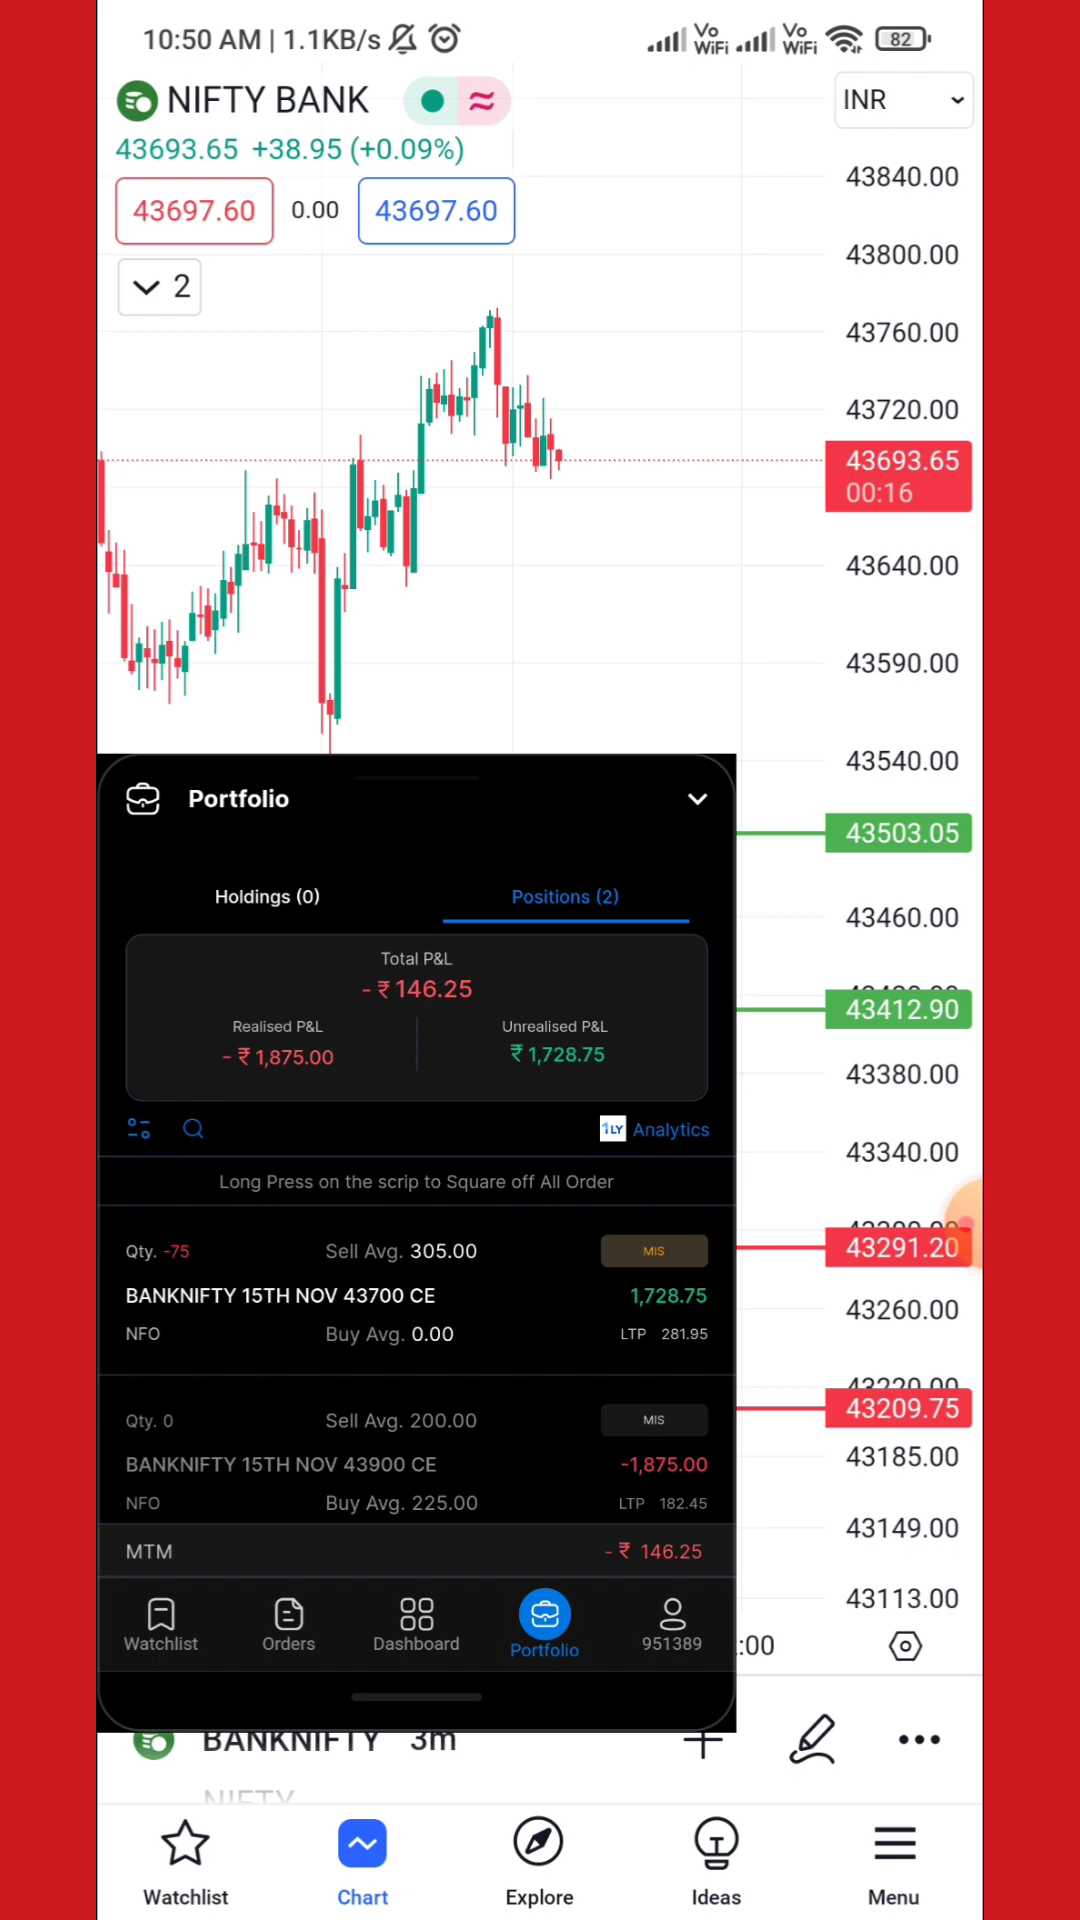 10:50 AM | 1.1KB/s
Vo WiFi Vo WiFi 82
NIFTY BANK
INR
43693.65 +38.95 (+0.09%)
43697.60 0.00 43697.60
2
43840.00
43800.00
43760.00
43720.00
43693.65
00:16
43640.00
43590.00
43540.00
43503.05
43460.00
43412.90
43380.00
43340.00
43291.20
43260.00
43220.00
43209.75
43185.00
43149.00
43113.00
:00
Portfolio
Holdings (0) Positions (2)
Total P&L
- ₹ 146.25
Realised P&L Unrealised P&L
- ₹ 1,875.00 ₹ 1,728.75
1LY Analytics
Long Press on the scrip to Square off All Order
Qty. -75 Sell Avg. 305.00 MIS
BANKNIFTY 15TH NOV 43700 CE 1,728.75
NFO Buy Avg. 0.00 LTP 281.95
Qty. 0 Sell Avg. 200.00 MIS
BANKNIFTY 15TH NOV 43900 CE -1,875.00
NFO Buy Avg. 225.00 LTP 182.45
MTM - ₹ 146.25
Watchlist Orders Dashboard Portfolio 951389
BANKNIFTY 3m
NIFTY
Watchlist Chart Explore Ideas Menu